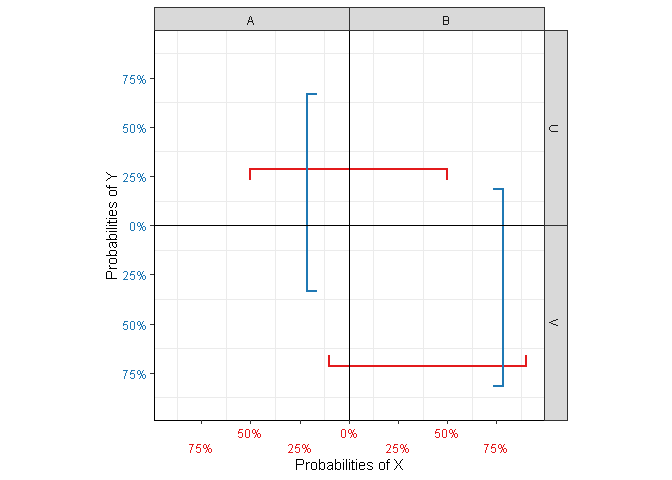 A B
75%
50%
25%
0%
25%
50%
75%
Probabilities of Y
U
V
50% 0% 50%
75% 25% 25% 75%
Probabilities of X